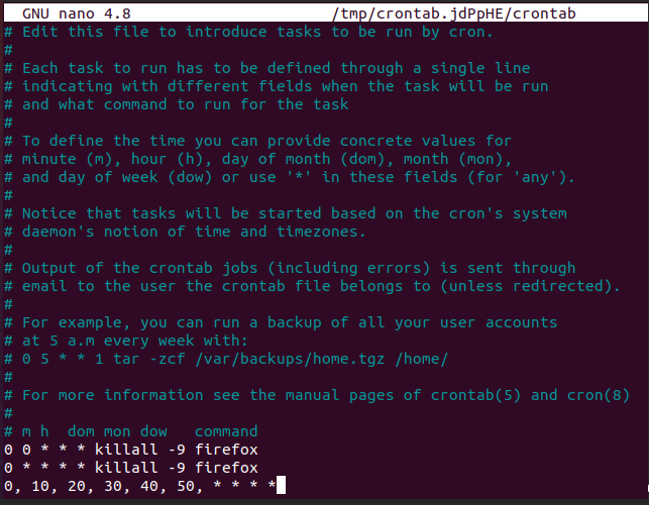 GNU nano 4.8 /tmp/crontab.jdPpHE/crontab
# Edit this file to introduce tasks to be run by cron.
#
# Each task to run has to be defined through a single line
# indicating with different fields when the task will be run
# and what command to run for the task
#
# To define the time you can provide concrete values for
# minute (m), hour (h), day of month (dom), month (mon),
# and day of week (dow) or use '*' in these fields (for 'any').
#
# Notice that tasks will be started based on the cron's system
# daemon's notion of time and timezones.
#
# Output of the crontab jobs (including errors) is sent through
# email to the user the crontab file belongs to (unless redirected).
#
# For example, you can run a backup of all your user accounts
# at 5 a.m every week with:
# 0 5 * * 1 tar -zcf /var/backups/home.tgz /home/
#
# For more information see the manual pages of crontab(5) and cron(8)
#
# m h  dom mon dow   command
0 0 * * * killall -9 firefox
0 * * * * killall -9 firefox
0, 10, 20, 30, 40, 50, * * * *